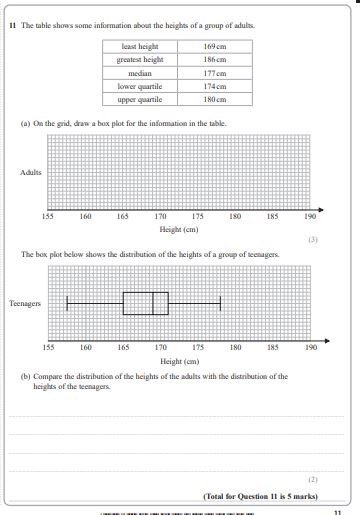 11 The table shows some information about the heights of a group of adults.
least height 169 cm
greatest height 186 cm
median 177 cm
lower quartile 174 cm
upper quartile 180 cm
(a) On the grid, draw a box plot for the information in the table.
Adults
155 160 165 170 175 180 185 190
Height (cm)
(3)
The box plot below shows the distribution of the heights of a group of teenagers.
Teenagers
155 160 165 170 175 180 185 190
Height (cm)
(b) Compare the distribution of the heights of the adults with the distribution of the
heights of the teenagers.
(2)
(Total for Question 11 is 5 marks)
11